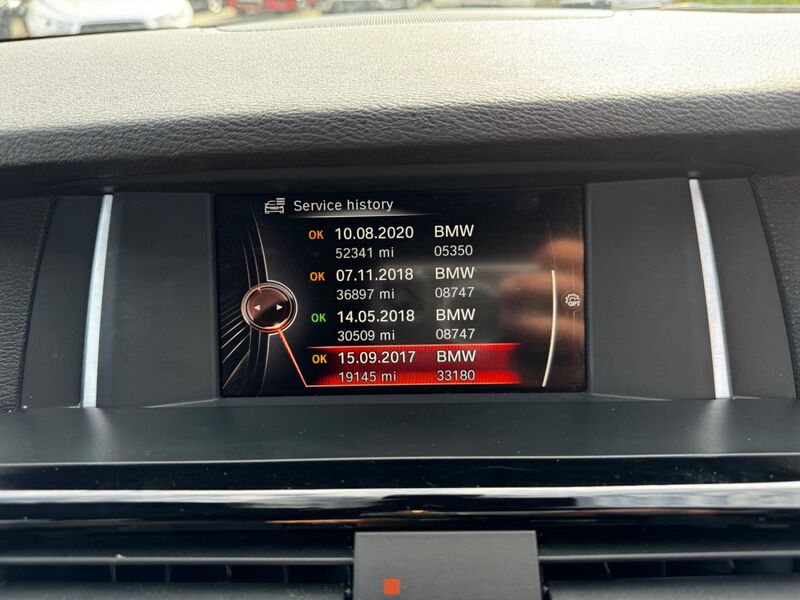 Service history
OK 10.08.2020 BMW
52341 mi 05350
OK 07.11.2018 BMW
36897 mi 08747
OK 14.05.2018 BMW
30509 mi 08747
OK 15.09.2017 BMW
19145 mi 33180
OPT